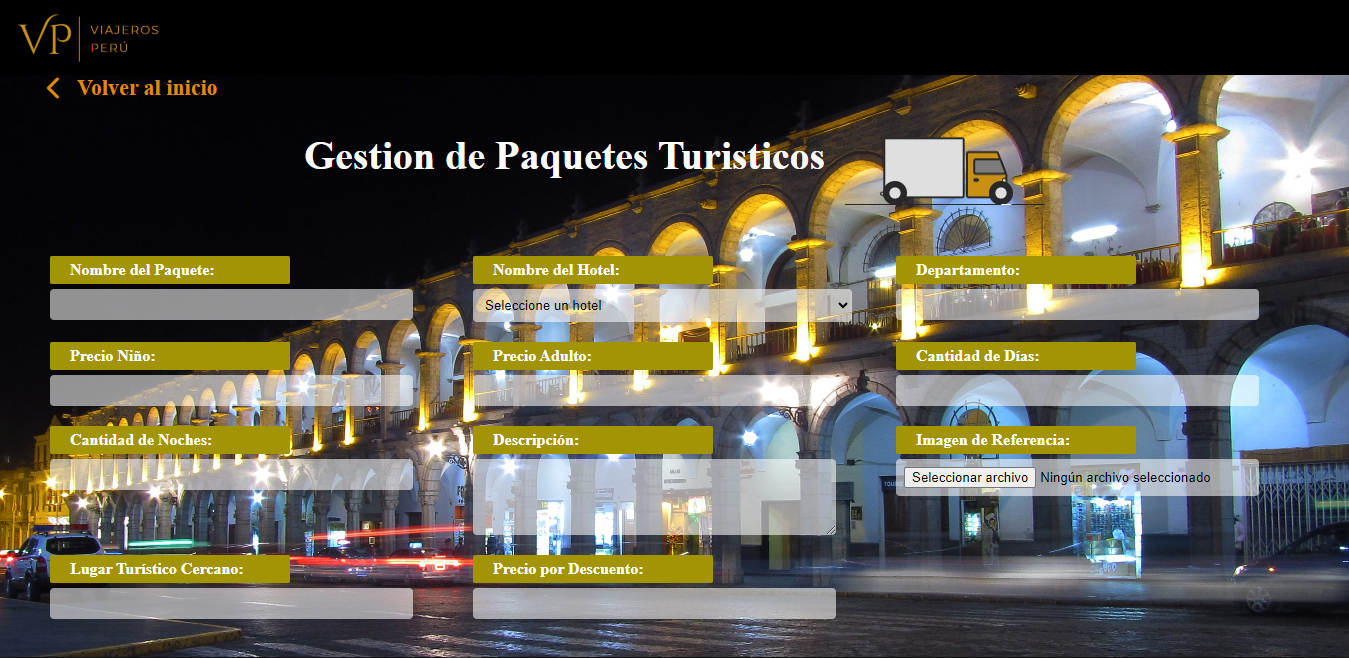 VP VIAJEROS
PERÚ
Volver al inicio
Gestion de Paquetes Turisticos
Nombre del Paquete:
Nombre del Hotel:
Departamento:
Seleccione un hotel
Precio Niño:
Precio Adulto:
Cantidad de Días:
Cantidad de Noches:
Descripción:
Imagen de Referencia:
Seleccionar archivo Ningún archivo seleccionado
Lugar Turístico Cercano:
Precio por Descuento: